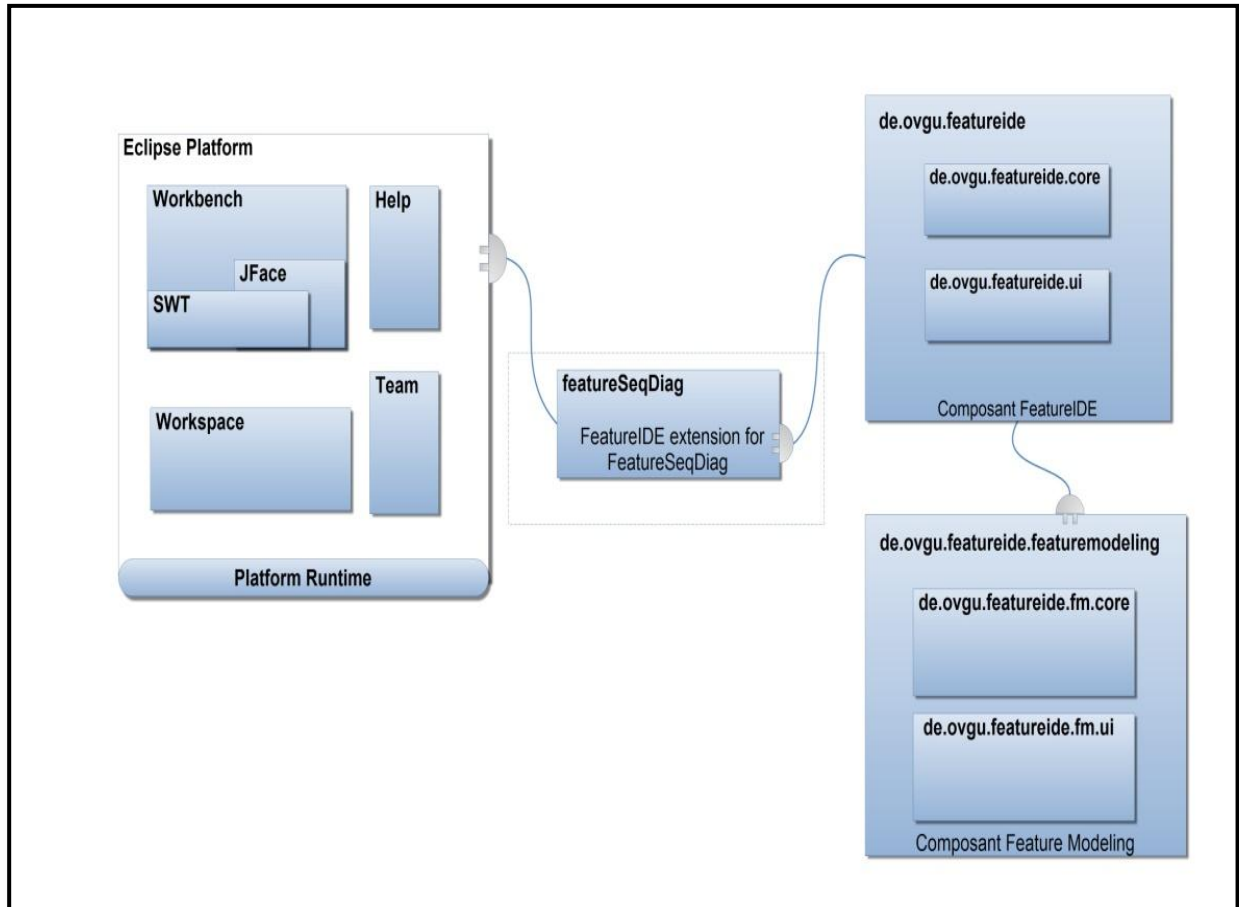 Eclipse Platform
Workbench
Help
JFace
SWT
Team
Workspace
Platform Runtime
featureSeqDiag
FeatureIDE extension for
FeatureSeqDiag
de.ovgu.featureide
de.ovgu.featureide.core
de.ovgu.featureide.ui
Composant FeatureIDE
de.ovgu.featureide.featuremodeling
de.ovgu.featureide.fm.core
de.ovgu.featureide.fm.ui
Composant Feature Modeling